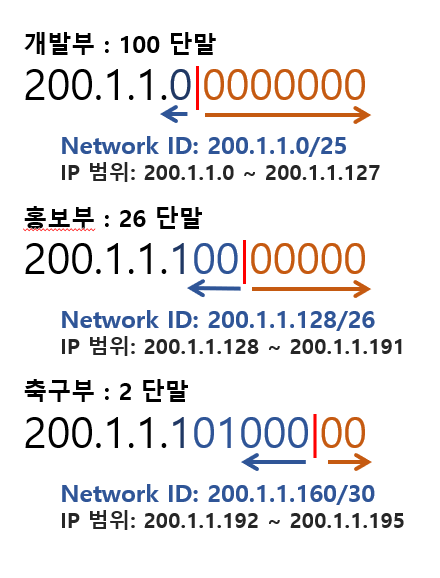 개발부 : 100 단말
200.1.1.0|0000000
Network ID: 200.1.1.0/25
IP 범위: 200.1.1.0 ~ 200.1.1.127
홍보부 : 26 단말
200.1.1.100|00000
Network ID: 200.1.1.128/26
IP 범위: 200.1.1.128 ~ 200.1.1.191
축구부 : 2 단말
200.1.1.101000|00
Network ID: 200.1.1.160/30
IP 범위: 200.1.1.192 ~ 200.1.1.195